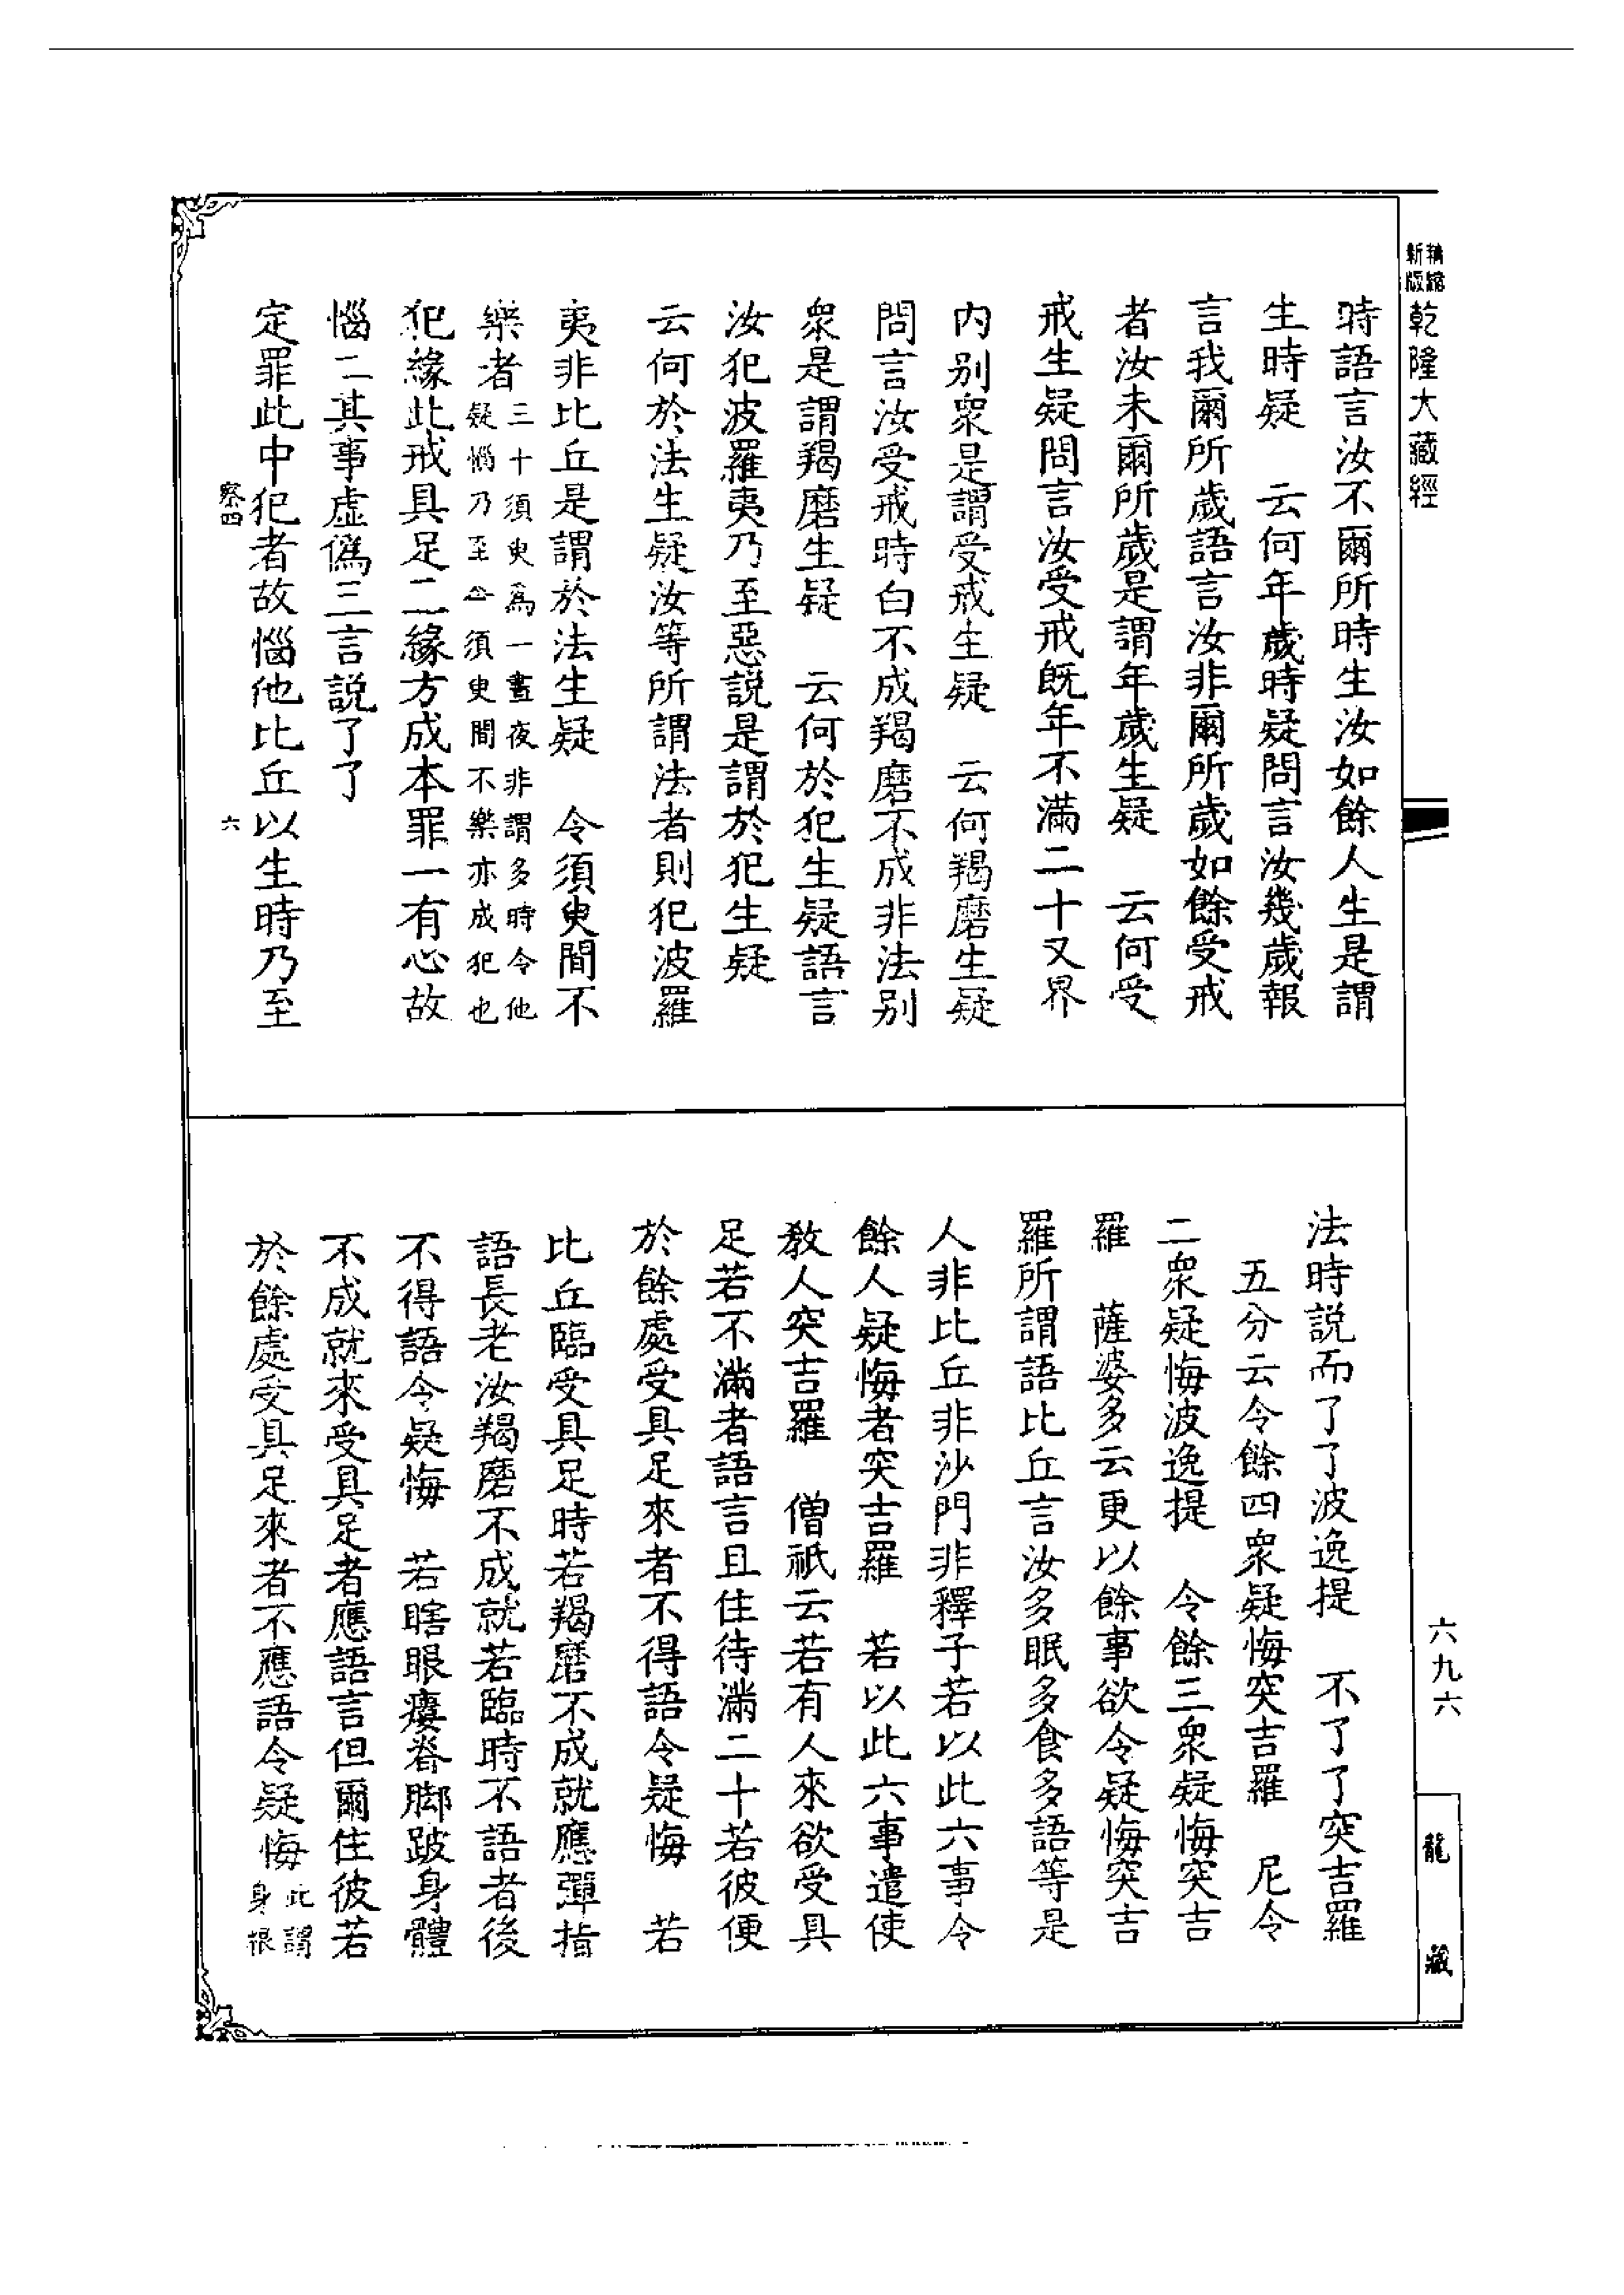 精縮新版乾隆大藏經
時語言汝不爾所時生汝如餘人生是謂
生時疑　云何年歲時疑問言汝幾歲報
言我爾所歲語言汝非爾所歲如餘受戒
者汝未爾所歲是謂年歲生疑　云何受
戒生疑問言汝受戒既年不滿二十又界
內別衆是謂受戒生疑　云何羯磨生疑
問言汝受戒時白不成羯磨不成非法別
衆是謂羯磨生疑　云何於犯生疑語言
汝犯波羅夷乃至惡説是謂於犯生疑
云何於法生疑汝等所謂法者則犯波羅
夷非比丘是謂於法生疑　令須臾間不
樂者
三十須臾爲一晝夜非謂多時令他
疑惱乃至一須臾間不樂亦成犯也
犯緣此戒具足二緣方成本罪一有心故
惱二其事虛僞三言説了了
定罪此中犯者故惱他比丘以生時乃至
察四
六
法時説而了了波逸提　不了了突吉羅
五分云令餘四衆疑悔突吉羅　尼令
二衆疑悔波逸提　令餘三衆疑悔突吉
羅　薩婆多云更以餘事欲令疑悔突吉
羅所謂語比丘言汝多眠多食多語等是
人非比丘非沙門非釋子若以此六事令
餘人疑悔者突吉羅　若以此六事遣使
教人突吉羅　僧祇云若有人來欲受具
足若不滿者語言且住待滿二十若彼便
於餘處受具足來者不得語令疑悔　若
比丘臨受具足時若羯磨不成就應彈指
語長老汝羯磨不成就若臨時不語者後
不得語令疑悔　若瞎眼瘻脊脚跛身體
不成就來受具足者應語言但爾住彼若
於餘處受具足來者不應語令疑悔
此謂
身根
六九六
龍
藏